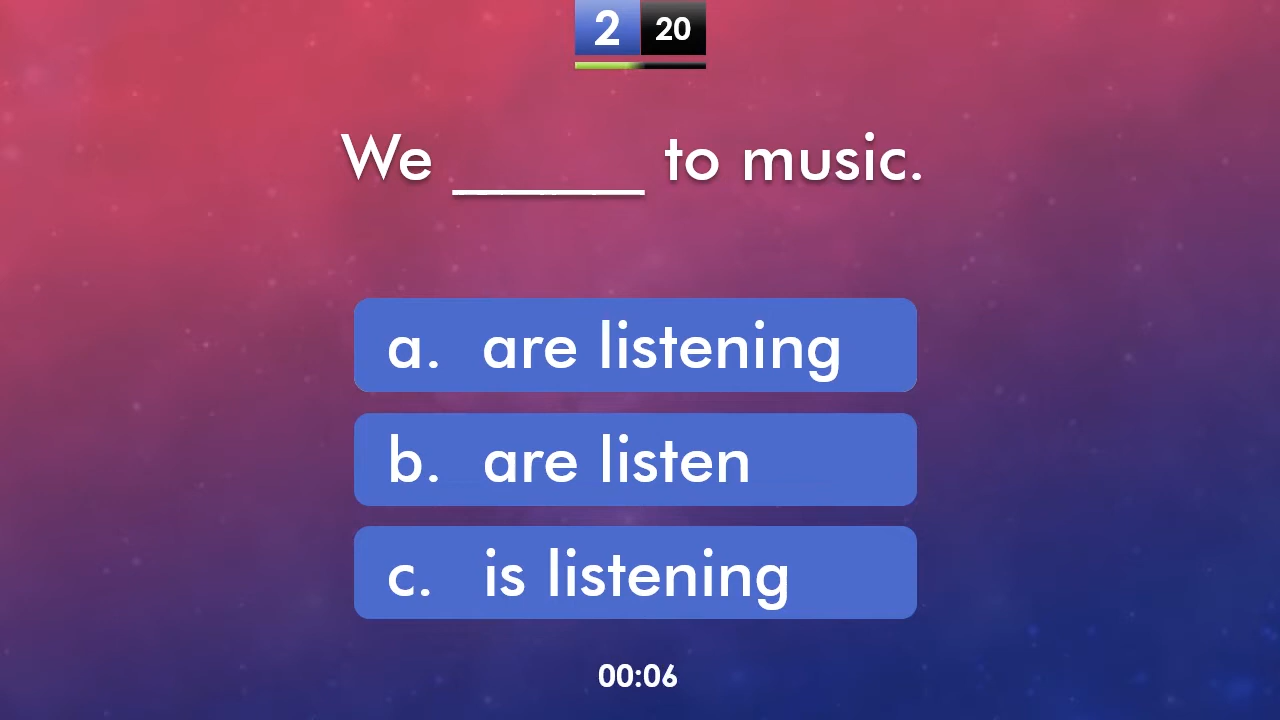 2 20
We ______ to music.
a. are listening
b. are listen
c. is listening
00:06